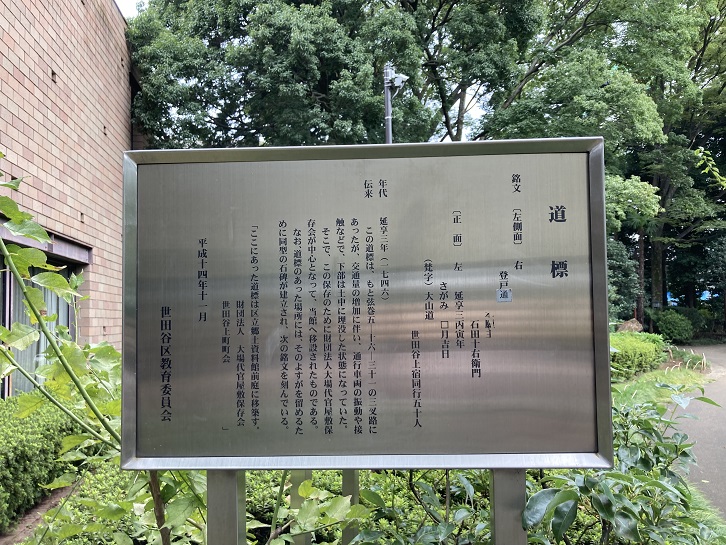 道標
銘文 〔左側面〕 右 登戸道
石田十右衛門
〔正 面〕 左 延享三丙寅年
さがみ 口月吉日
(梵字)大山道
世田谷上宿同行五十人
年代 延享三年(一七四六)
伝来 この道標は、もと弦巻五-十六-三十一の三叉路に
あったが、交通量の増加に伴い、通行車両の振動や接
触などで、下部は土中に埋没した状態になっていた。
そこで、この保存のために財団法人大場代官屋敷保
存会が中心となって、当館へ移設されたものである。
なお、道標のあった場所には、そのよすがを留めるた
めに同型の石碑が建立され、次の銘文を刻んでいる。
「ここにあった道標は区立郷土資料館前庭に移築す。
財団法人 大場代官屋敷保存会
世田谷上町町会 」
平成十四年十一月
世田谷区教育委員会